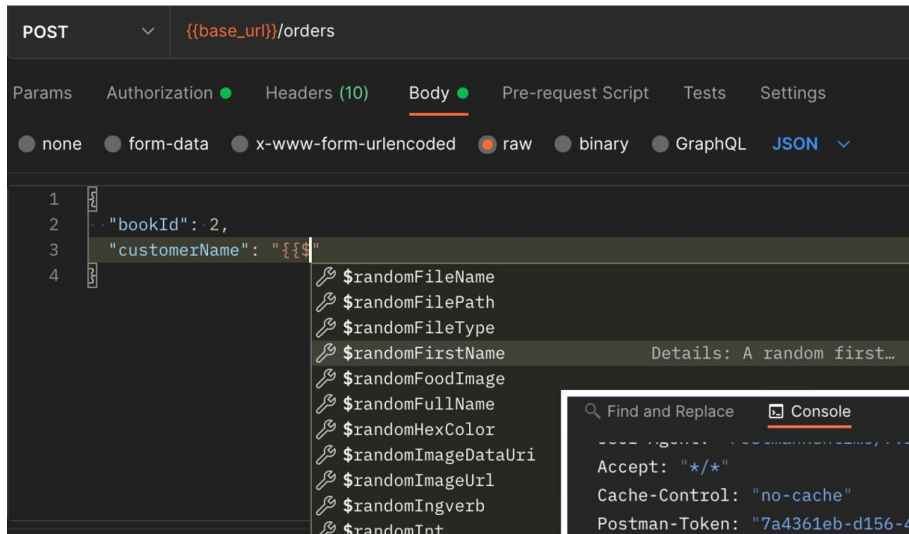 POST {{base_url}}/orders
Params Authorization Headers (10) Body Pre-request Script Tests Settings
none form-data x-www-form-urlencoded raw binary GraphQL JSON
1 {
2 "bookId": 2,
3 "customerName": "{{$"
4 }
$randomFileName
$randomFilePath
$randomFileType
$randomFirstName Details: A random first…
$randomFoodImage
$randomFullName
$randomHexColor
$randomImageDataUri
$randomImageUrl
$randomIngverb
$randomInt
Find and Replace Console
Accept: "*/*"
Cache-Control: "no-cache"
Postman-Token: "7a4361eb-d156-4